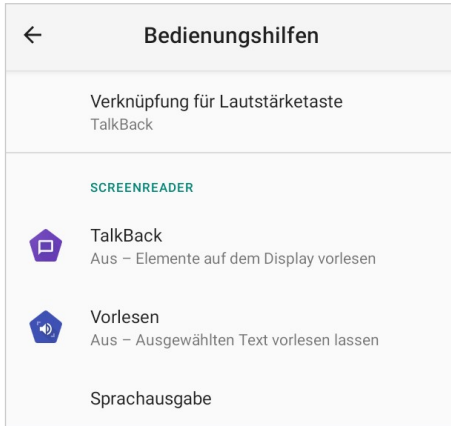 Bedienungshilfen
Verknüpfung für Lautstärketaste
TalkBack
SCREENREADER
TalkBack
Aus – Elemente auf dem Display vorlesen
Vorlesen
Aus – Ausgewählten Text vorlesen lassen
Sprachausgabe